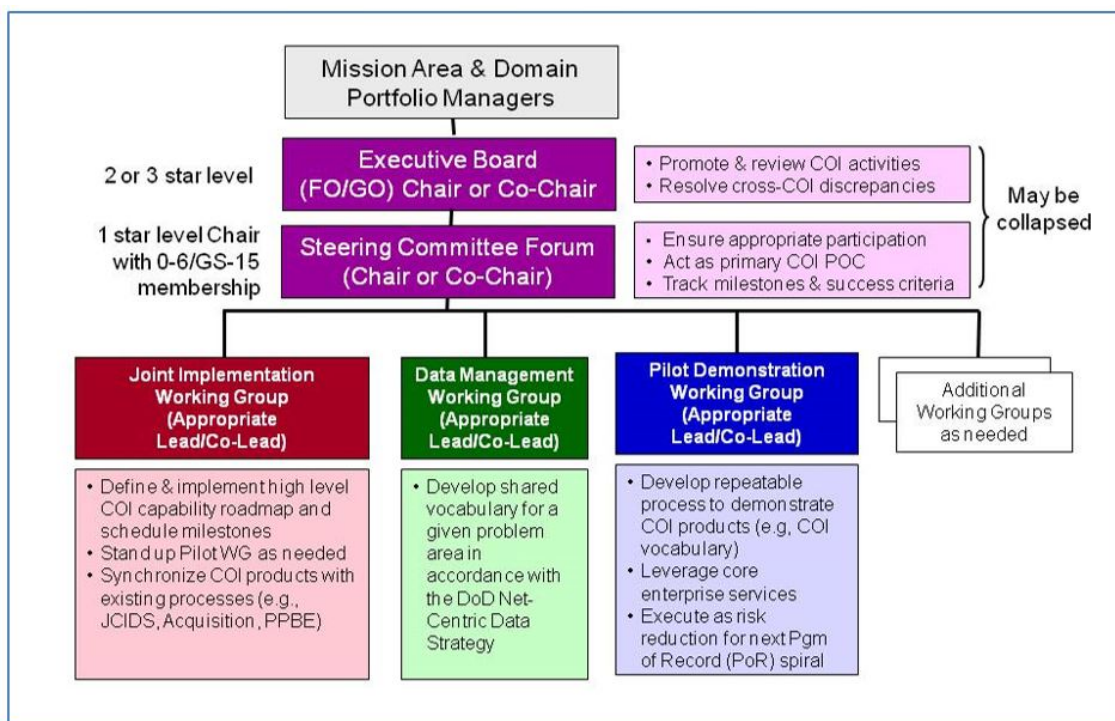 Mission Area & Domain
Portfolio Managers
2 or 3 star level
Executive Board
(FO/GO) Chair or Co-Chair
• Promote & review COI activities
• Resolve cross-COI discrepancies
May be
collapsed
1 star level Chair
with 0-6/GS-15
membership
Steering Committee Forum
(Chair or Co-Chair)
• Ensure appropriate participation
• Act as primary COI POC
• Track milestones & success criteria
Joint Implementation
Working Group
(Appropriate
Lead/Co-Lead)
• Define & implement high level
COI capability roadmap and
schedule milestones
• Stand up Pilot WG as needed
• Synchronize COI products with
existing processes (e.g.,
JCIDS, Acquisition, PPBE)
Data Management
Working Group
(Appropriate
Lead/Co-Lead)
• Develop shared
vocabulary for a
given problem
area in
accordance with
the DoD Net-
Centric Data
Strategy
Pilot Demonstration
Working Group
(Appropriate
Lead/Co-Lead)
• Develop repeatable
process to demonstrate
COI products (e.g, COI
vocabulary)
• Leverage core
enterprise services
• Execute as risk
reduction for next Pgm
of Record (PoR) spiral
Additional
Working Groups
as needed